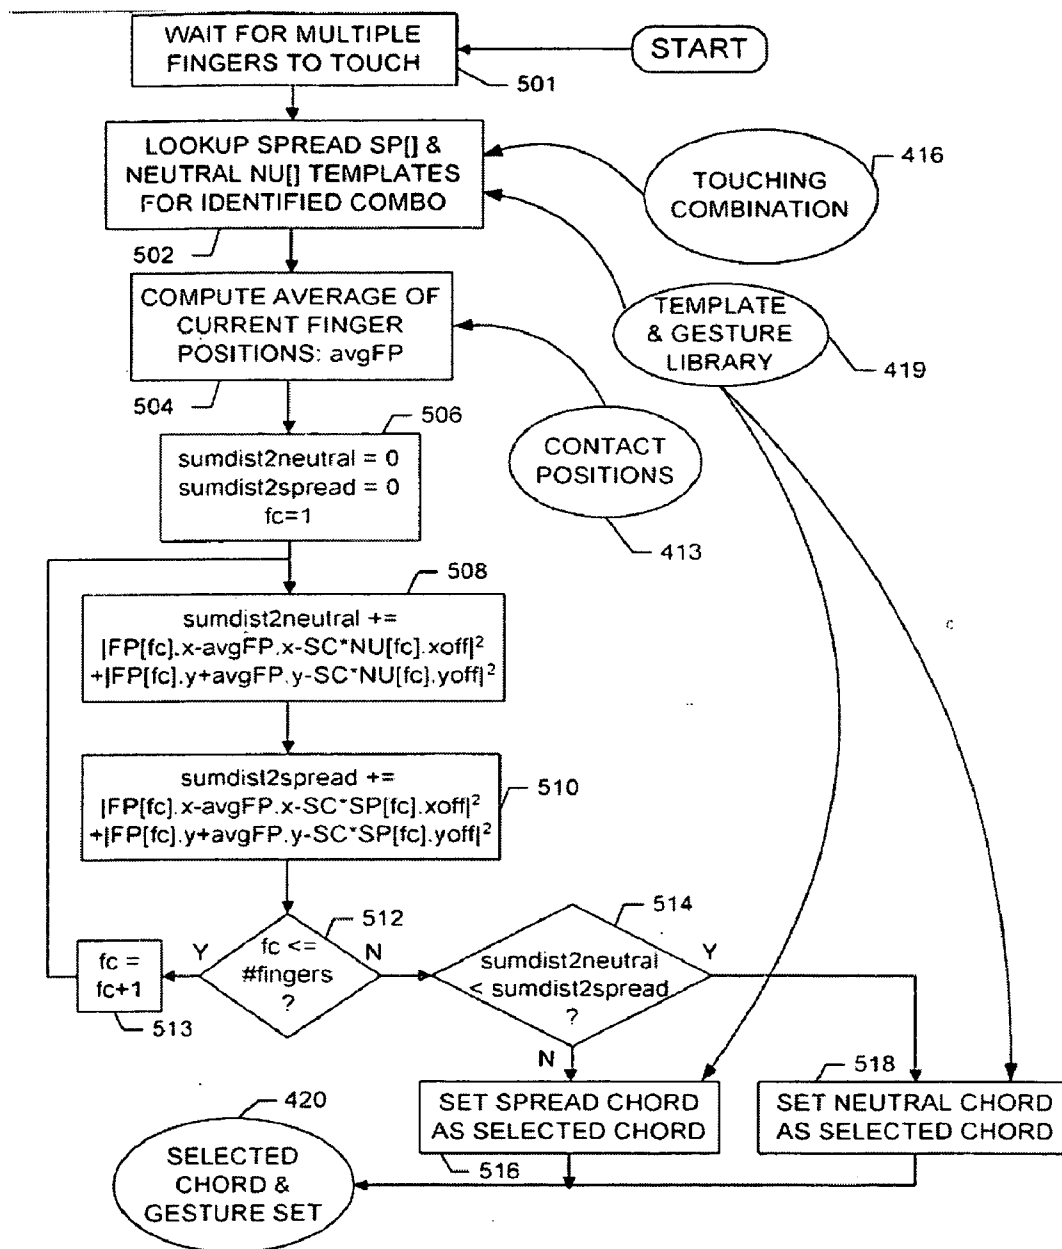 WAIT FOR MULTIPLE
FINGERS TO TOUCH
START
501
LOOKUP SPREAD SP[] &
NEUTRAL NU[] TEMPLATES
FOR IDENTIFIED COMBO
502
TOUCHING
COMBINATION
416
COMPUTE AVERAGE OF
CURRENT FINGER
POSITIONS: avgFP
504
TEMPLATE
& GESTURE
LIBRARY
419
506
sumdist2neutral = 0
sumdist2spread = 0
fc=1
CONTACT
POSITIONS
413
508
sumdist2neutral +=
|FP[fc].x-avgFP.x-SC*NU[fc].xoff|²
+|FP[fc].y+avgFP.y-SC*NU[fc].yoff|²
sumdist2spread +=
|FP[fc].x-avgFP.x-SC*SP[fc].xoff|²
+|FP[fc].y+avgFP.y-SC*SP[fc].yoff|²
510
512
fc <=
#fingers
?
Y
N
fc =
fc+1
513
514
sumdist2neutral
< sumdist2spread
?
Y
N
SET SPREAD CHORD
AS SELECTED CHORD
516
518
SET NEUTRAL CHORD
AS SELECTED CHORD
420
SELECTED
CHORD &
GESTURE SET